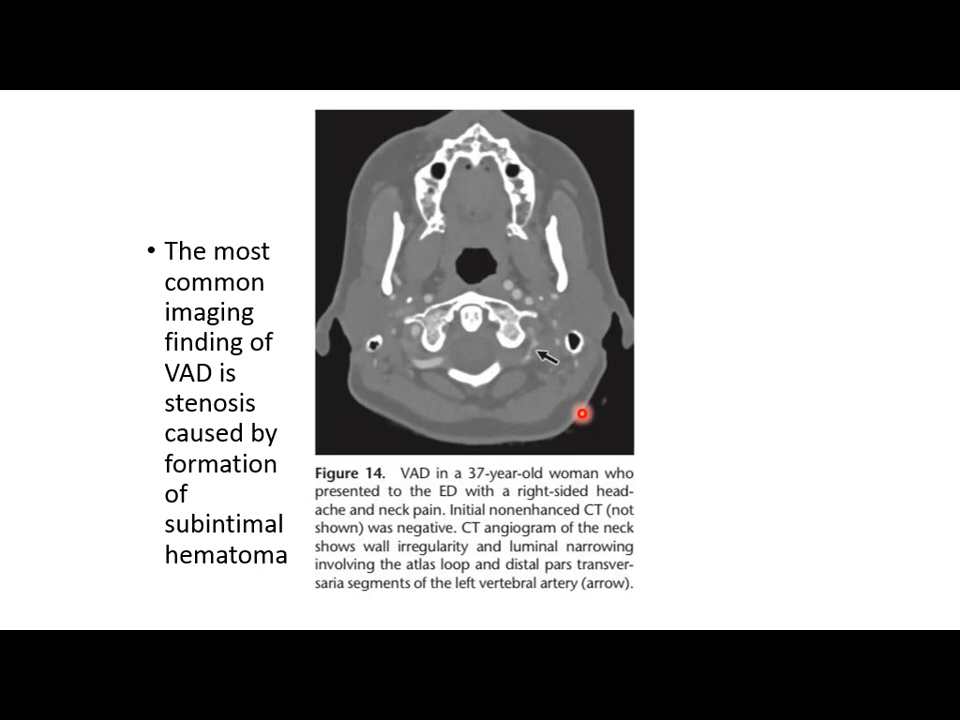 • The most
common
imaging
finding of
VAD is
stenosis
caused by
formation
of
subintimal
hematoma
Figure 14. VAD in a 37-year-old woman who
presented to the ED with a right-sided head-
ache and neck pain. Initial nonenhanced CT (not
shown) was negative. CT angiogram of the neck
shows wall irregularity and luminal narrowing
involving the atlas loop and distal pars transver-
saria segments of the left vertebral artery (arrow).